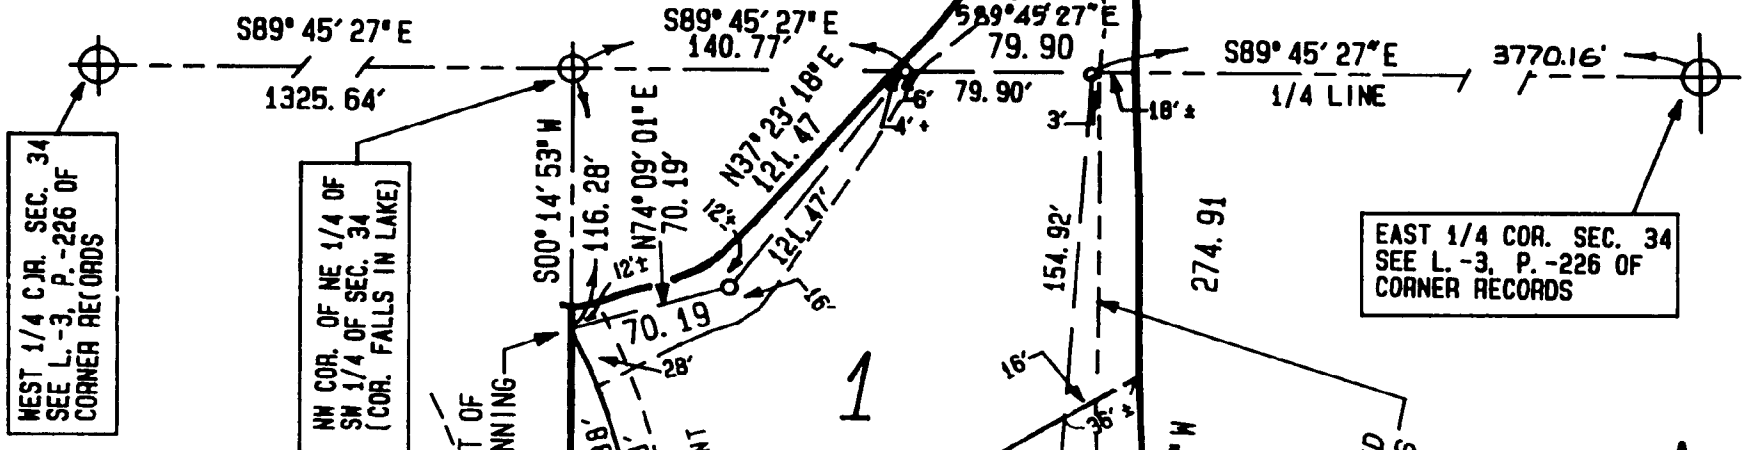 S89° 45′ 27″ E
1325. 64′
S89° 45′ 27″ E
140. 77′
S89° 45′ 27″ E
79. 90
79. 90′
S89° 45′ 27″ E
1/4 LINE
3770.16′
WEST 1/4 COR. SEC. 34
SEE L. -3, P. -226 OF
CORNER RECORDS
NW COR. OF NE 1/4 OF
SW 1/4 OF SEC. 34
(COR. FALLS IN LAKE)
S00° 14′ 53″ W
116. 28′
N74° 09′ 01″ E
70. 19′
N37° 23′ 18″ E
121. 47
121. 47′
12′±
12′±
6′
4′±
3′
18′±
16′
70. 19
28′
1
154. 92′
274. 91
16′
36′ ±
EAST 1/4 COR. SEC. 34
SEE L. -3, P. -226 OF
CORNER RECORDS
T OF
NNING
NT
" W